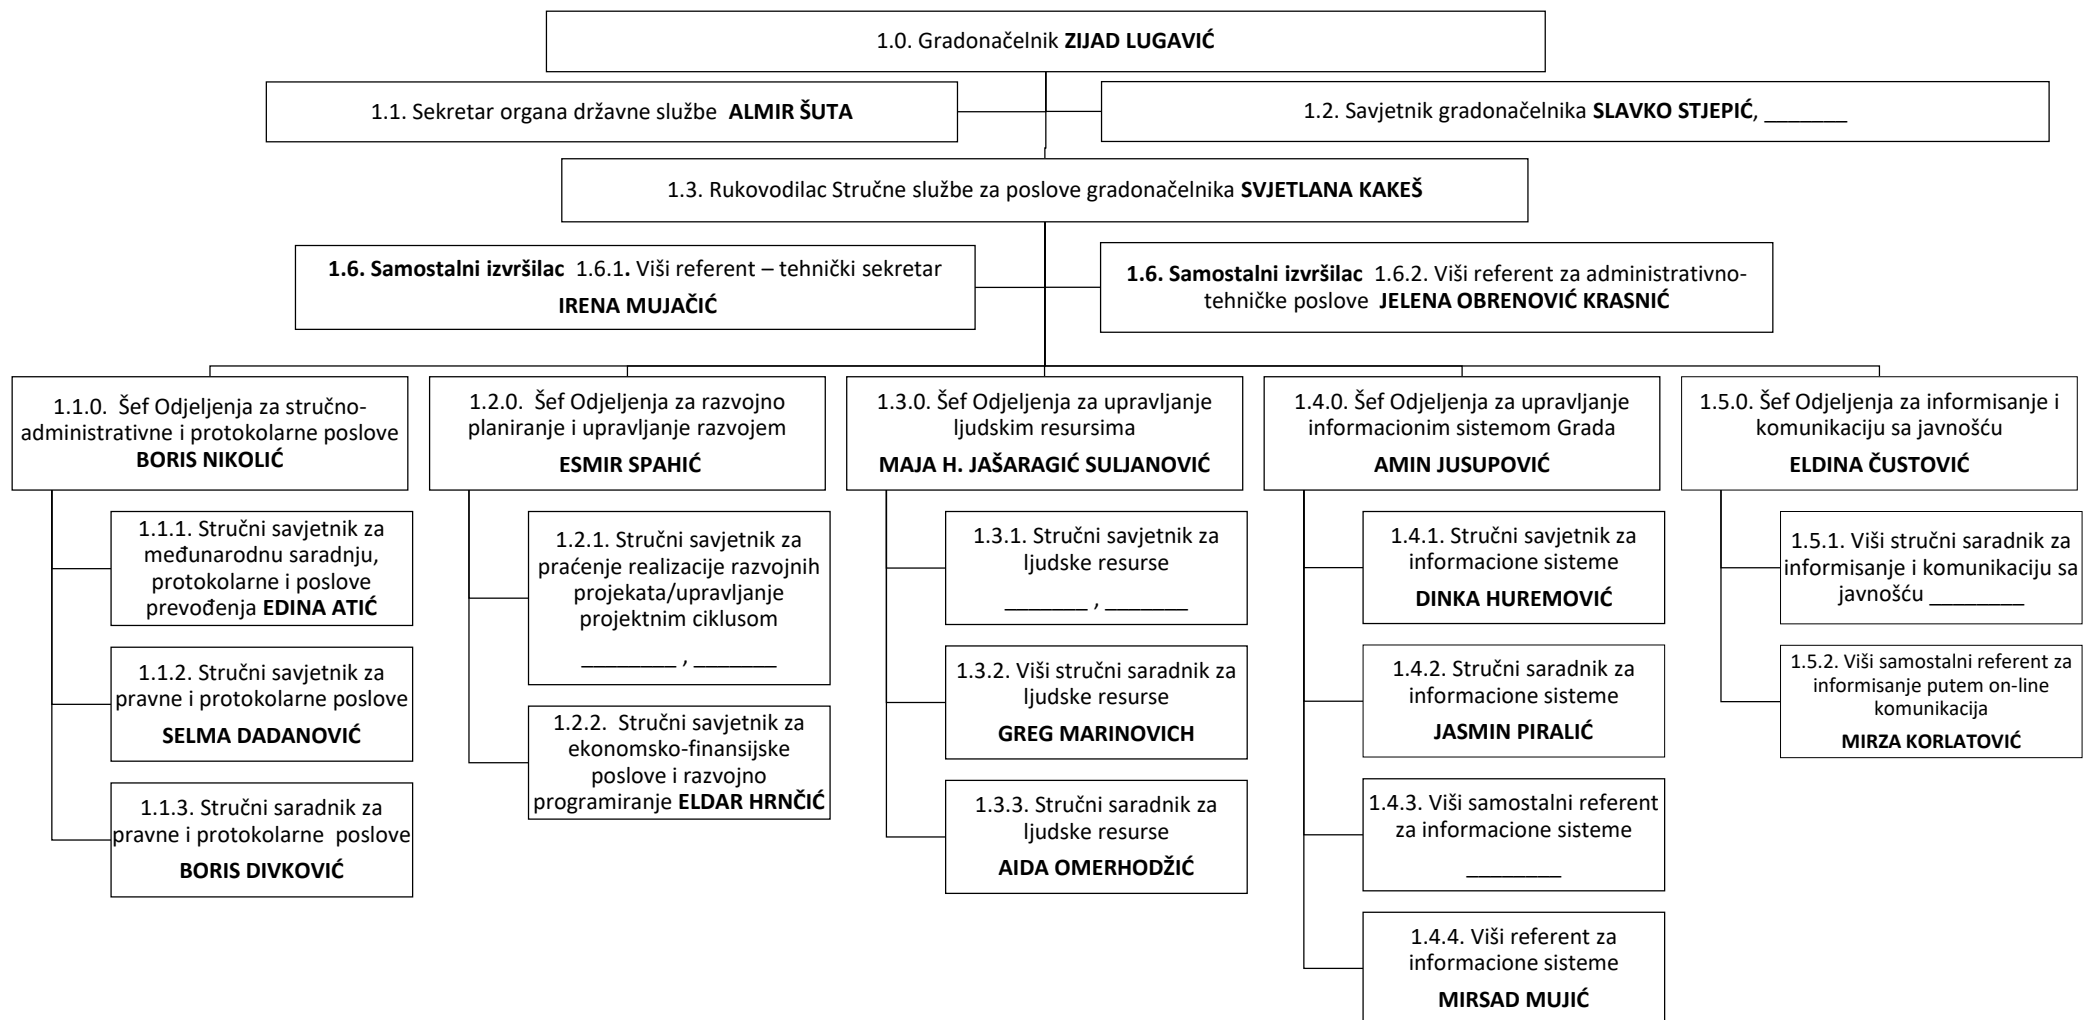 1.0. Gradonačelnik ZIJAD LUGAVIĆ
1.1. Sekretar organa državne službe ALMIR ŠUTA
1.2. Savjetnik gradonačelnika SLAVKO STJEPIĆ, _______
1.3. Rukovodilac Stručne službe za poslove gradonačelnika SVJETLANA KAKEŠ
1.6. Samostalni izvršilac 1.6.1. Viši referent – tehnički sekretar
IRENA MUJAČIĆ
1.6. Samostalni izvršilac 1.6.2. Viši referent za administrativno-
tehničke poslove JELENA OBRENOVIĆ KRASNIĆ
1.1.0. Šef Odjeljenja za stručno-
administrativne i protokolarne poslove
BORIS NIKOLIĆ
1.1.1. Stručni savjetnik za
međunarodnu saradnju,
protokolarne i poslove
prevođenja EDINA ATIĆ
1.1.2. Stručni savjetnik za
pravne i protokolarne poslove
SELMA DADANOVIĆ
1.1.3. Stručni saradnik za
pravne i protokolarne poslove
BORIS DIVKOVIĆ
1.2.0. Šef Odjeljenja za razvojno
planiranje i upravljanje razvojem
ESMIR SPAHIĆ
1.2.1. Stručni savjetnik za
praćenje realizacije razvojnih
projekata/upravljanje
projektnim ciklusom
________ , _______
1.2.2. Stručni savjetnik za
ekonomsko-finansijske
poslove i razvojno
programiranje ELDAR HRNČIĆ
1.3.0. Šef Odjeljenja za upravljanje
ljudskim resursima
MAJA H. JAŠARAGIĆ SULJANOVIĆ
1.3.1. Stručni savjetnik za
ljudske resurse
_______ , _______
1.3.2. Viši stručni saradnik za
ljudske resurse
GREG MARINOVICH
1.3.3. Stručni saradnik za
ljudske resurse
AIDA OMERHODŽIĆ
1.4.0. Šef Odjeljenja za upravljanje
informacionim sistemom Grada
AMIN JUSUPOVIĆ
1.4.1. Stručni savjetnik za
informacione sisteme
DINKA HUREMOVIĆ
1.4.2. Stručni saradnik za
informacione sisteme
JASMIN PIRALIĆ
1.4.3. Viši samostalni referent
za informacione sisteme
________
1.4.4. Viši referent za
informacione sisteme
MIRSAD MUJIĆ
1.5.0. Šef Odjeljenja za informisanje i
komunikaciju sa javnošću
ELDINA ČUSTOVIĆ
1.5.1. Viši stručni saradnik za
informisanje i komunikaciju sa
javnošću ________
1.5.2. Viši samostalni referent za
informisanje putem on-line
komunikacija
MIRZA KORLATOVIĆ